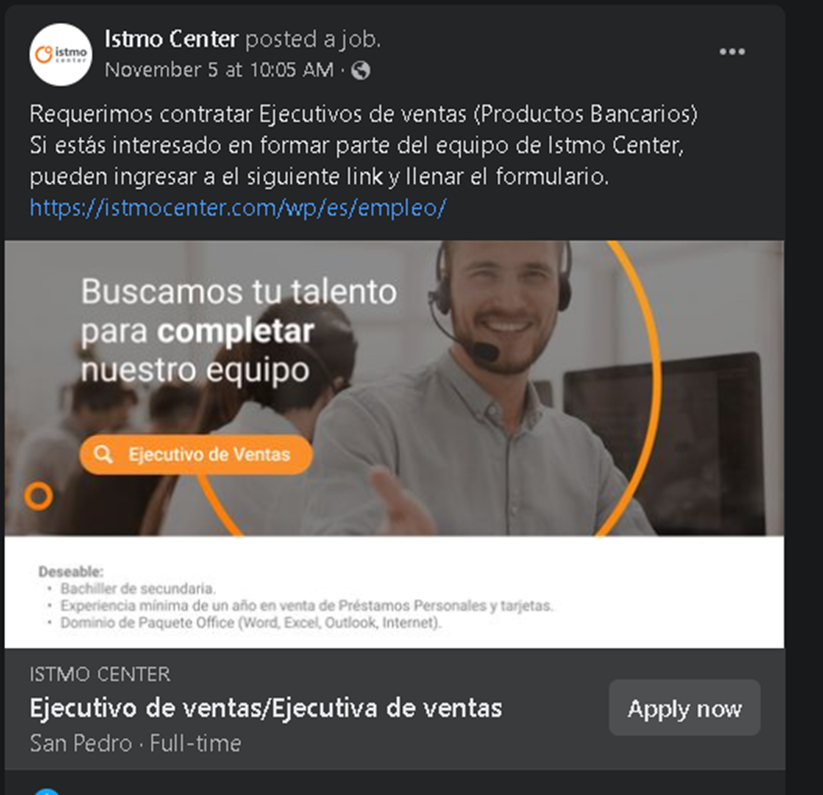 istmo
center
Istmo Center posted a job.
November 5 at 10:05 AM ·
Requerimos contratar Ejecutivos de ventas (Productos Bancarios)
Si estás interesado en formar parte del equipo de Istmo Center,
pueden ingresar a el siguiente link y llenar el formulario.
https://istmocenter.com/wp/es/empleo/
Buscamos tu talento
para completar
nuestro equipo
Ejecutivo de Ventas
Deseable:
• Bachiller de secundaria.
• Experiencia mínima de un año en venta de Préstamos Personales y tarjetas.
• Dominio de Paquete Office (Word, Excel, Outlook, Internet).
ISTMO CENTER
Ejecutivo de ventas/Ejecutiva de ventas
Apply now
San Pedro · Full-time